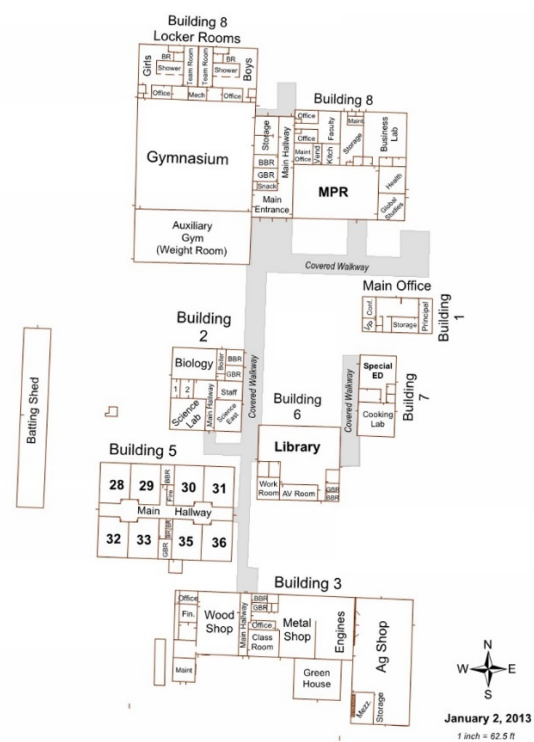 Building 8
Locker Rooms
Girls
BR
Shower
Team Room
Team Room
BR
Shower
Boys
Office
Mech
Office
Building 8
Gymnasium
Storage
BBR
GBR
Snack
Main
Entrance
Main Hallway
Office
Office
Maint
Office
Vend
Kitch
Faculty
Maint
Storage
Business
Lab
MPR
Health
Global
Studies
Auxiliary
Gym
(Weight Room)
Covered Walkway
Main Office
Conf.
Storage
Principal
Building
1
Building
2
Biology
Boiler
BBR
GBR
1
2
Science
Lab
Main Hallway
Staff
Science
East
Covered Walkway
Batting Shed
Special
ED
Cooking
Lab
Building
7
Covered Walkway
Building
6
Library
Work
Room
AV Room
GBR
BBR
Building 5
28
29
BBR
Fire
30
31
Main Hallway
32
33
BR
BR
GBR
35
36
Building 3
Office
Fin.
Wood
Shop
Maint
Main Hallway
BBR
GBR
Office
Class
Room
Metal
Shop
Engines
Green
House
Ag Shop
Mezz.
Storage
N
W
E
S
January 2, 2013
1 inch = 62.5 ft